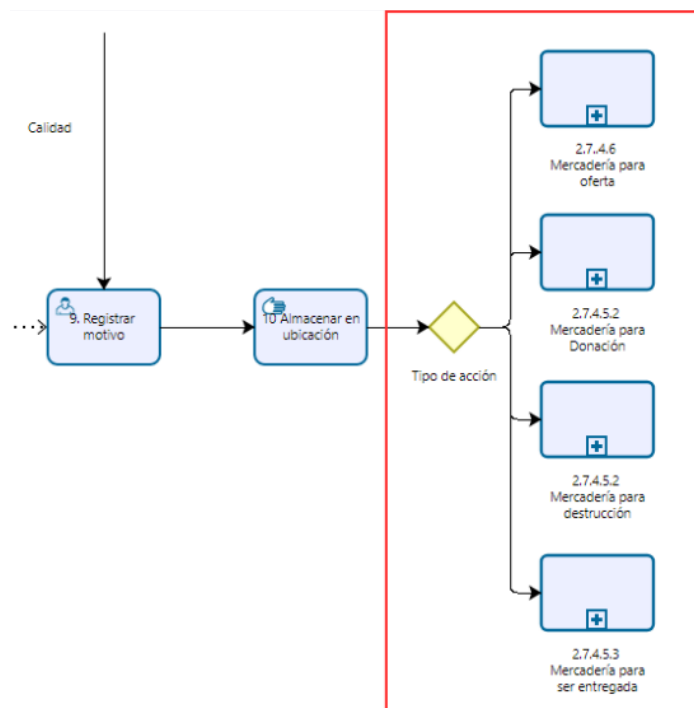 Calidad
9. Registrar
motivo
10 Almacenar en
ubicación
Tipo de acción
2.7..4.6
Mercadería para
oferta
2.7.4.5.2
Mercadería para
Donación
2.7.4.5.2
Mercadería para
destrucción
2.7.4.5.3
Mercadería para
ser entregada